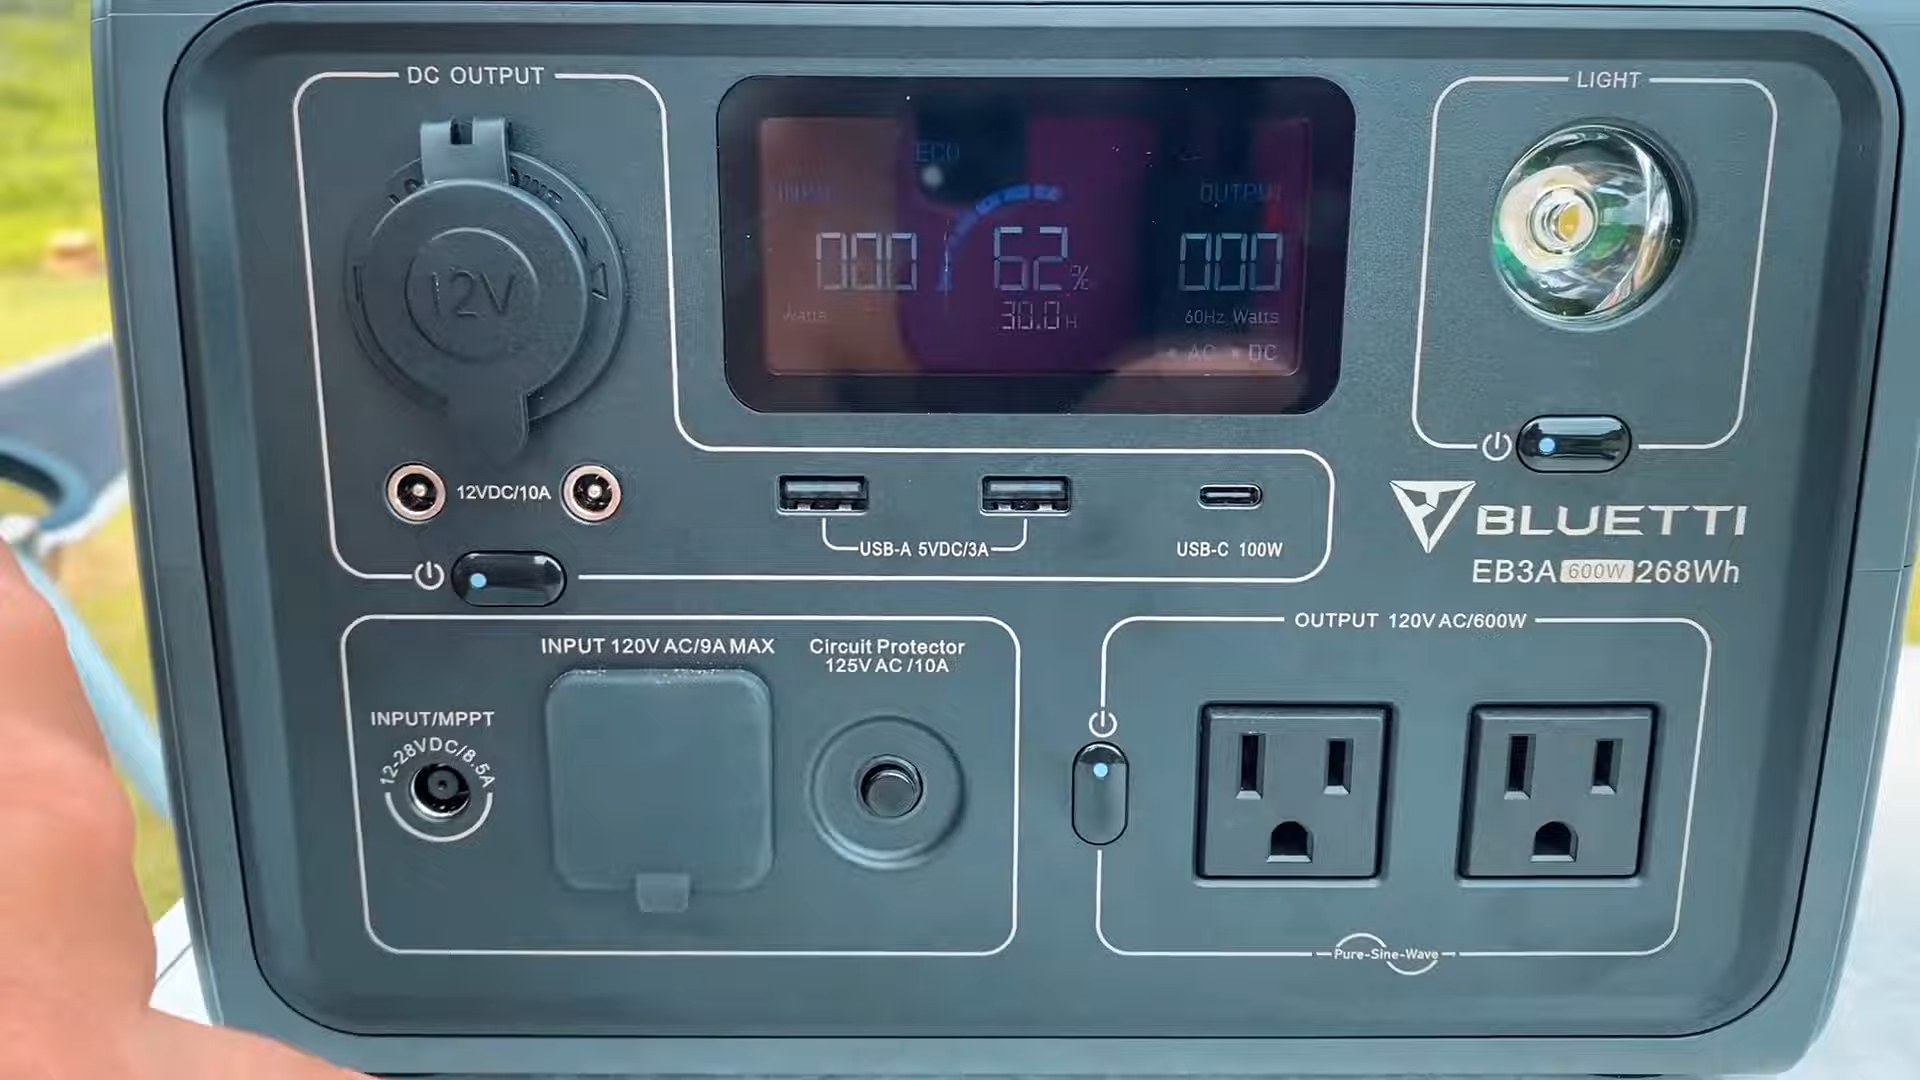 DC OUTPUT
12V
12VDC/10A
USB-A 5VDC/3A
USB-C 100W
ECO
INPUT
OUTPUT
000
62%
000
Watts
30.0H
60Hz Watts
AC DC
LIGHT
BLUETTI
EB3A 600W 268Wh
INPUT 120V AC/9A MAX
Circuit Protector
125V AC /10A
INPUT/MPPT
12-28VDC/8.5A
OUTPUT 120V AC/600W
Pure-Sine-Wave